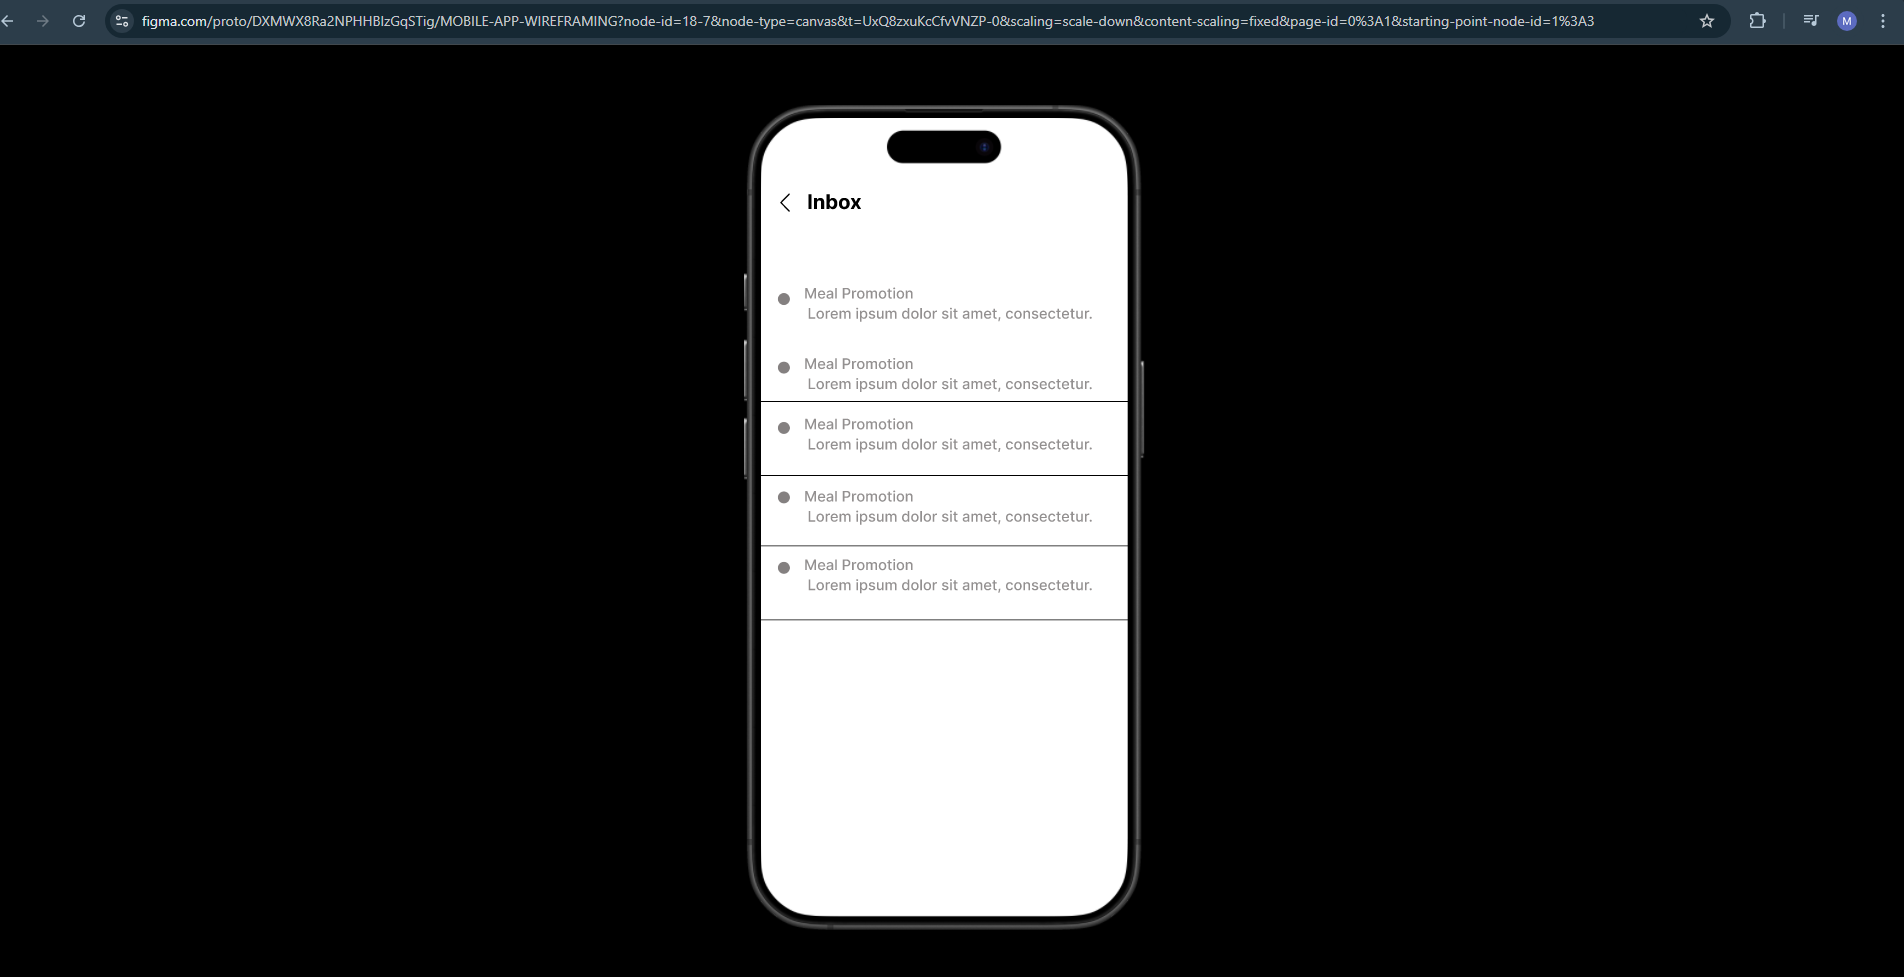 figma.com/proto/DXMWX8Ra2NPHHBIzGqSTig/MOBILE-APP-WIREFRAMING?node-id=18-7&node-type=canvas&t=UxQ8zxuKcCfvVNZP-0&scaling=scale-down&content-scaling=fixed&page-id=0%3A1&starting-point-node-id=1%3A3
M
Inbox
Meal Promotion
Lorem ipsum dolor sit amet, consectetur.
Meal Promotion
Lorem ipsum dolor sit amet, consectetur.
Meal Promotion
Lorem ipsum dolor sit amet, consectetur.
Meal Promotion
Lorem ipsum dolor sit amet, consectetur.
Meal Promotion
Lorem ipsum dolor sit amet, consectetur.